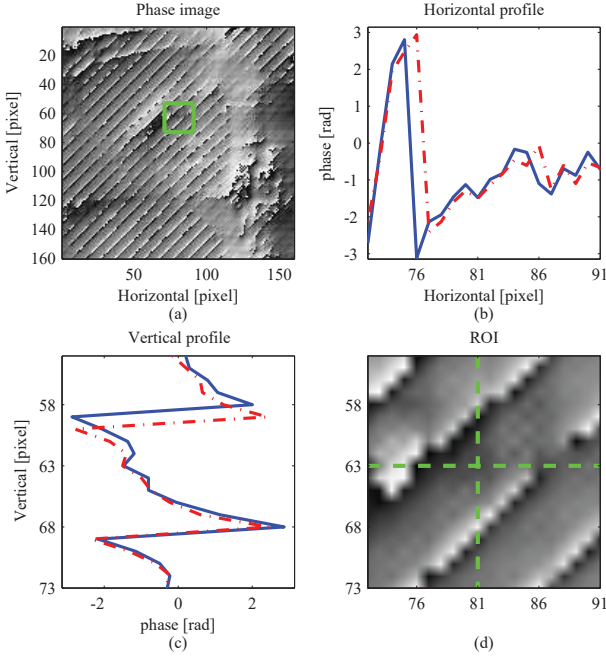 Phase image
Horizontal profile
1
20
40
60
80
100
120
140
160
Vertical [pixel]
50
100
150
Horizontal [pixel]
(a)
3
2
1
0
-1
-2
-3
phase [rad]
76
81
86
91
Horizontal [pixel]
(b)
Vertical profile
ROI
58
63
68
73
Vertical [pixel]
-2
0
2
phase [rad]
(c)
58
63
68
73
76
81
86
91
(d)